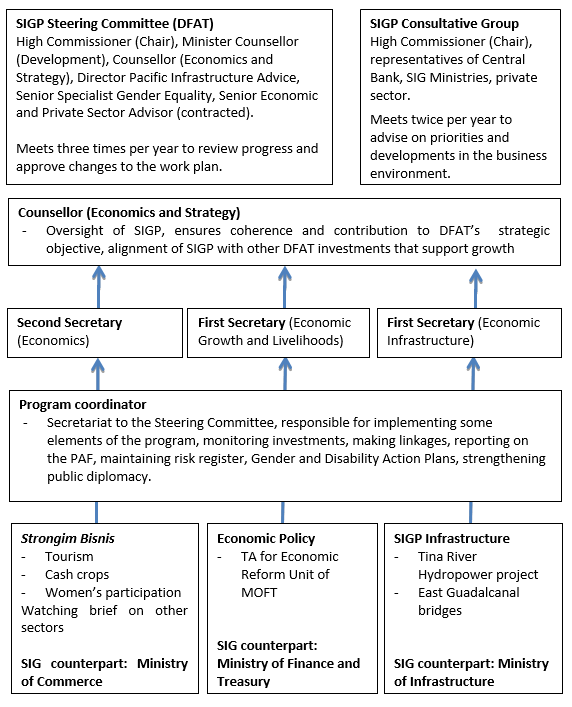 SIGP Steering Committee (DFAT)
High Commissioner (Chair), Minister Counsellor
(Development), Counsellor (Economics and
Strategy), Director Pacific Infrastructure Advice,
Senior Specialist Gender Equality, Senior Economic
and Private Sector Advisor (contracted).
Meets three times per year to review progress and
approve changes to the work plan.
SIGP Consultative Group
High Commissioner (Chair),
representatives of Central
Bank, SIG Ministries, private
sector.
Meets twice per year to
advise on priorities and
developments in the business
environment.
Counsellor (Economics and Strategy)
- Oversight of SIGP, ensures coherence and contribution to DFAT's strategic
objective, alignment of SIGP with other DFAT investments that support growth
Second Secretary
(Economics)
First Secretary (Economic
Growth and Livelihoods)
First Secretary (Economic
Infrastructure)
Program coordinator
- Secretariat to the Steering Committee, responsible for implementing some
elements of the program, monitoring investments, making linkages, reporting on
the PAF, maintaining risk register, Gender and Disability Action Plans, strengthening
public diplomacy.
Strongim Bisnis
- Tourism
- Cash crops
- Women's participation
Watching brief on other
sectors
SIG counterpart: Ministry
of Commerce
Economic Policy
- TA for Economic
Reform Unit of
MOFT
SIG counterpart:
Ministry of Finance and
Treasury
SIGP Infrastructure
- Tina River
Hydropower project
- East Guadalcanal
bridges
SIG counterpart: Ministry
of Infrastructure